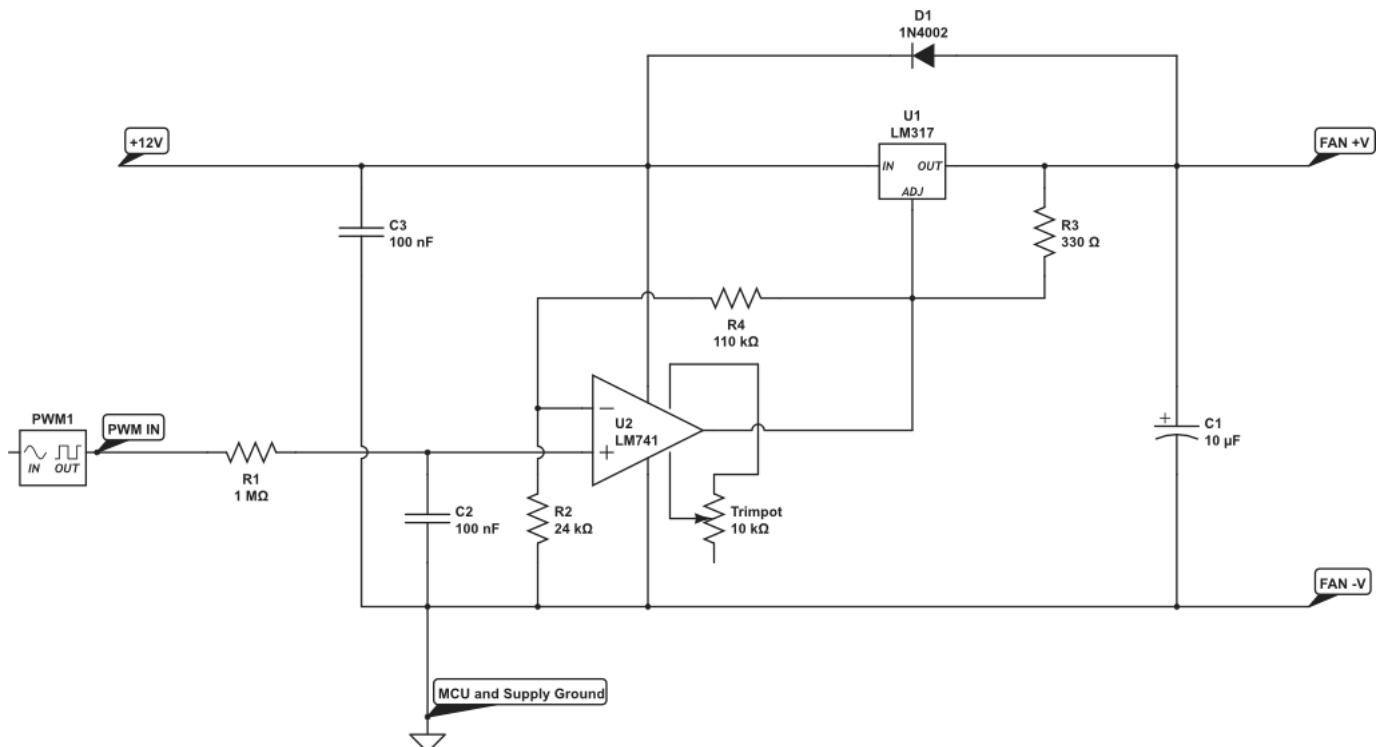 D1
1N4002
U1
LM317
+12V
FAN +V
IN OUT
ADJ
C3
100 nF
R3
330 Ω
R4
110 kΩ
PWM1
PWM IN
U2
LM741
−
+
+
C1
10 µF
IN OUT
R1
1 MΩ
C2
100 nF
R2
24 kΩ
Trimpot
10 kΩ
FAN -V
MCU and Supply Ground